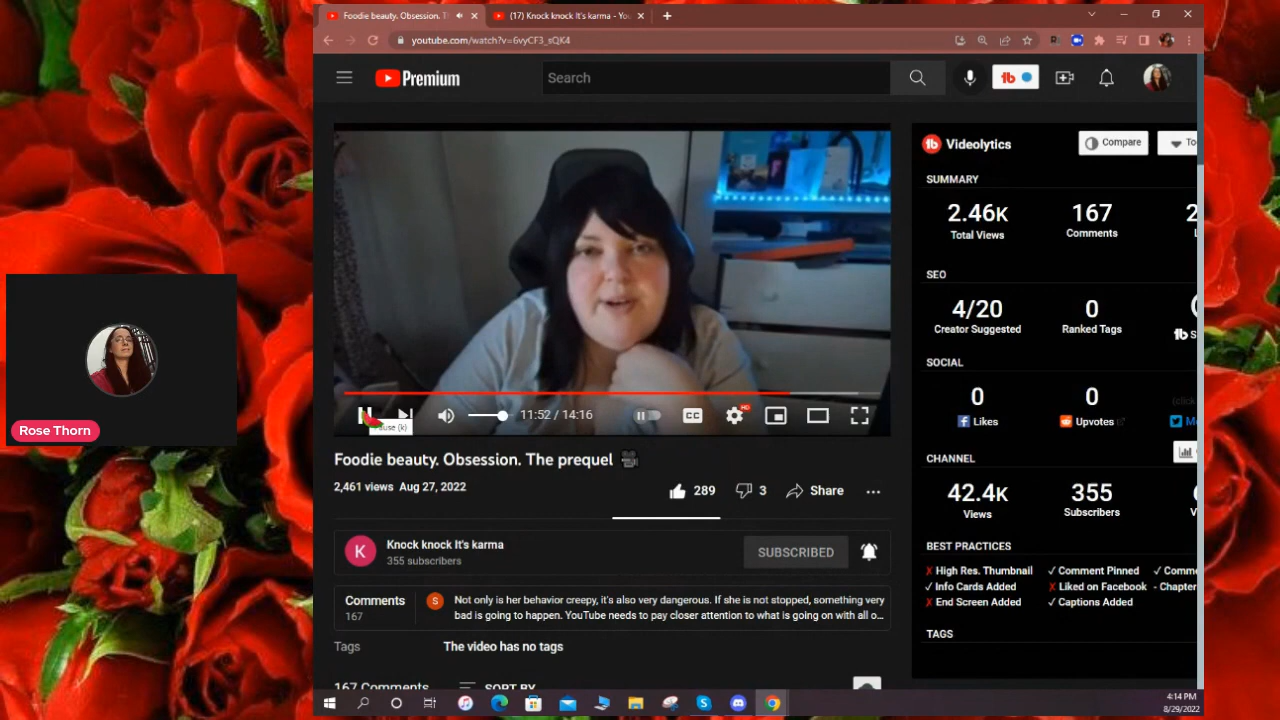 Foodie beauty. Obsession. T
(17) Knock knock It's karma - You
youtube.com/watch?v=6vyCF3_sQK4
Premium
Search
Videolytics
Compare
To
SUMMARY
2.46K
167
2
Total Views
Comments
SEO
4/20
0
Creator Suggested
Ranked Tags
SOCIAL
0
0
Likes
Upvotes
CHANNEL
42.4K
355
Views
Subscribers
BEST PRACTICES
High Res. Thumbnail
Comment Pinned
Comme
Info Cards Added
Liked on Facebook
- Chapter
End Screen Added
Captions Added
TAGS
Rose Thorn
11:52 / 14:16
CC
HD
Pause (k)
Foodie beauty. Obsession. The prequel
2,461 views Aug 27, 2022
289
3
Share
K
Knock knock It's karma
355 subscribers
SUBSCRIBED
Comments
167
S
Not only is her behavior creepy, it's also very dangerous. If she is not stopped, something very
bad is going to happen. YouTube needs to pay closer attention to what is going on with all o...
Tags
The video has no tags
167 Comments
SORT BY
4:14 PM
8/29/2022